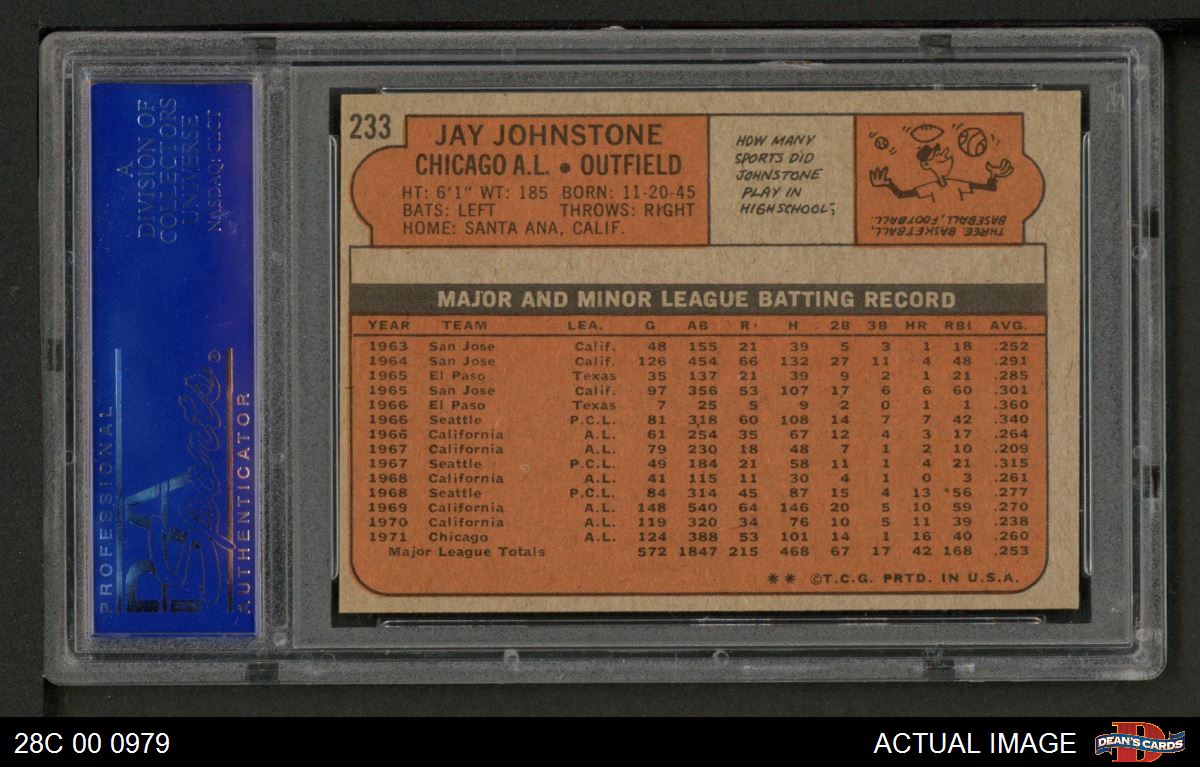 A
DIVISION OF
COLLECTORS
UNIVERSE
NASDAQ: CLCT
PROFESSIONAL
PSA
Sports®
AUTHENTICATOR
233
JAY JOHNSTONE
CHICAGO A.L. • OUTFIELD
HT: 6'1" WT: 185 BORN: 11-20-45
BATS: LEFT THROWS: RIGHT
HOME: SANTA ANA, CALIF.
HOW MANY
SPORTS DID
JOHNSTONE
PLAY IN
HIGH SCHOOL?
THREE. BASKETBALL,
BASEBALL, FOOTBALL.
MAJOR AND MINOR LEAGUE BATTING RECORD
YEAR TEAM LEA. G AB R H 2B 3B HR RBI AVG.
1963 San Jose Calif. 48 155 21 39 5 3 1 18 .252
1964 San Jose Calif. 126 454 66 132 27 11 4 48 .291
1965 El Paso Texas 35 137 21 39 9 2 1 21 .285
1965 San Jose Calif. 97 356 53 107 17 6 6 60 .301
1966 El Paso Texas 7 25 5 9 2 0 1 1 .360
1966 Seattle P.C.L. 81 318 60 108 14 7 7 42 .340
1966 California A.L. 61 254 35 67 12 4 3 17 .264
1967 California A.L. 79 230 18 48 7 1 2 10 .209
1967 Seattle P.C.L. 49 184 21 58 11 1 4 21 .315
1968 California A.L. 41 115 11 30 4 1 0 3 .261
1968 Seattle P.C.L. 84 314 45 87 15 4 13 56 .277
1969 California A.L. 148 540 64 146 20 5 10 59 .270
1970 California A.L. 119 320 34 76 10 5 11 39 .238
1971 Chicago A.L. 124 388 53 101 14 1 16 40 .260
Major League Totals 572 1847 215 468 67 17 42 168 .253
** ©T.C.G. PRTD. IN U.S.A.
28C 00 0979
ACTUAL IMAGE
D
DEAN'S CARDS